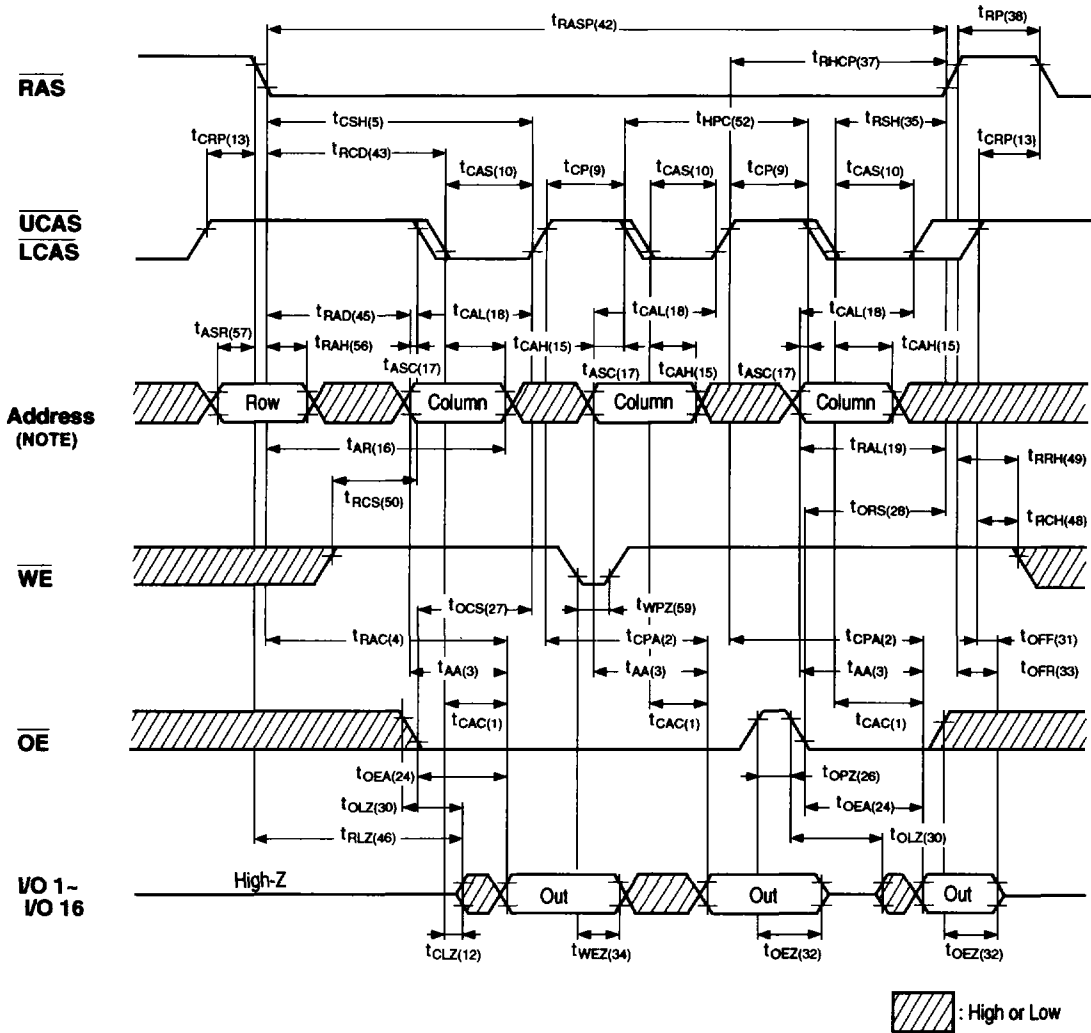 tRASP(42)
tRP(38)
tRHCP(37)
RAS
tCSH(5)
tHPC(52)
tRSH(35)
tCRP(13)
tRCD(43)
tCRP(13)
tCAS(10)
tCP(9)
tCAS(10)
tCP(9)
tCAS(10)
UCAS
LCAS
tRAD(45)
tCAL(18)
tCAL(18)
tCAL(18)
tASR(57)
tRAH(56)
tCAH(15)
tCAH(15)
tASC(17)
tASC(17)
tCAH(15)
tASC(17)
Row
Column
Column
Column
Address
(NOTE)
tAR(16)
tRAL(19)
tRRH(49)
tRCS(50)
tORS(28)
tRCH(48)
WE
tOCS(27)
tWPZ(59)
tRAC(4)
tCPA(2)
tCPA(2)
tOFF(31)
tAA(3)
tAA(3)
tAA(3)
tOFR(33)
tCAC(1)
tCAC(1)
tCAC(1)
OE
tOEA(24)
tOPZ(26)
tOLZ(30)
tOEA(24)
tRLZ(46)
tOLZ(30)
I/O 1~
I/O 16
High-Z
Out
Out
Out
tCLZ(12)
tWEZ(34)
tOEZ(32)
tOEZ(32)
: High or Low